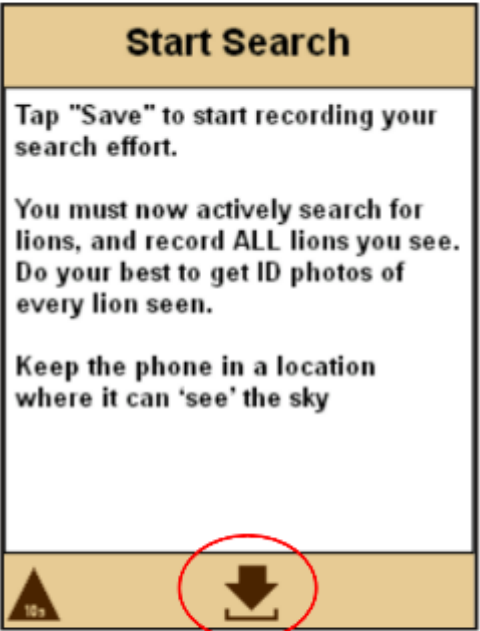 Start Search
Tap "Save" to start recording your
search effort.
You must now actively search for
lions, and record ALL lions you see.
Do your best to get ID photos of
every lion seen.
Keep the phone in a location
where it can ‘see’ the sky
10s